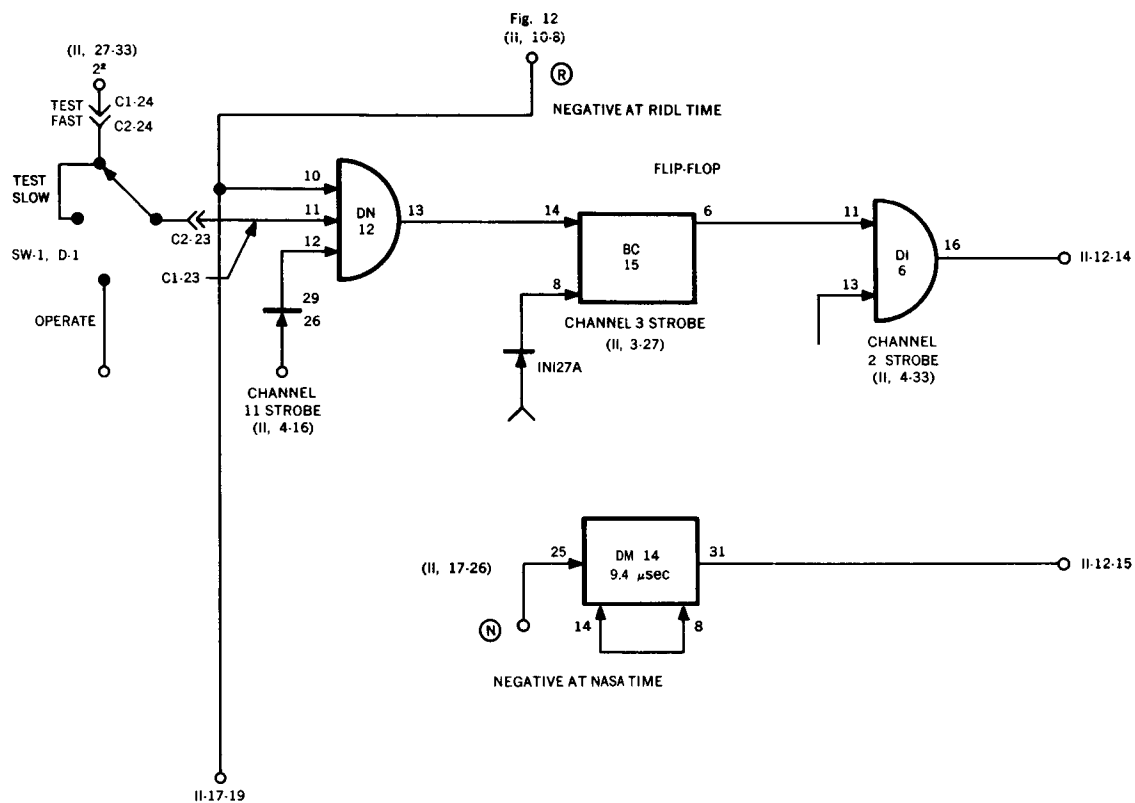 Fig. 12
(II, 10-8)
(II, 27-33)
2²
R
TEST
FAST
C1-24
C2-24
NEGATIVE AT RIDL TIME
TEST
SLOW
FLIP-FLOP
10
11
12
DN
12
13
14
BC
15
6
11
DI
6
16
II-12-14
C2-23
SW-1, D-1
C1-23
8
13
29
26
OPERATE
CHANNEL 3 STROBE
(II, 3-27)
CHANNEL
2 STROBE
(II, 4-33)
IN127A
CHANNEL
11 STROBE
(II, 4-16)
(II, 17-26)
25
DM 14
9.4 μsec
31
II-12-15
N
14
8
NEGATIVE AT NASA TIME
II-17-19